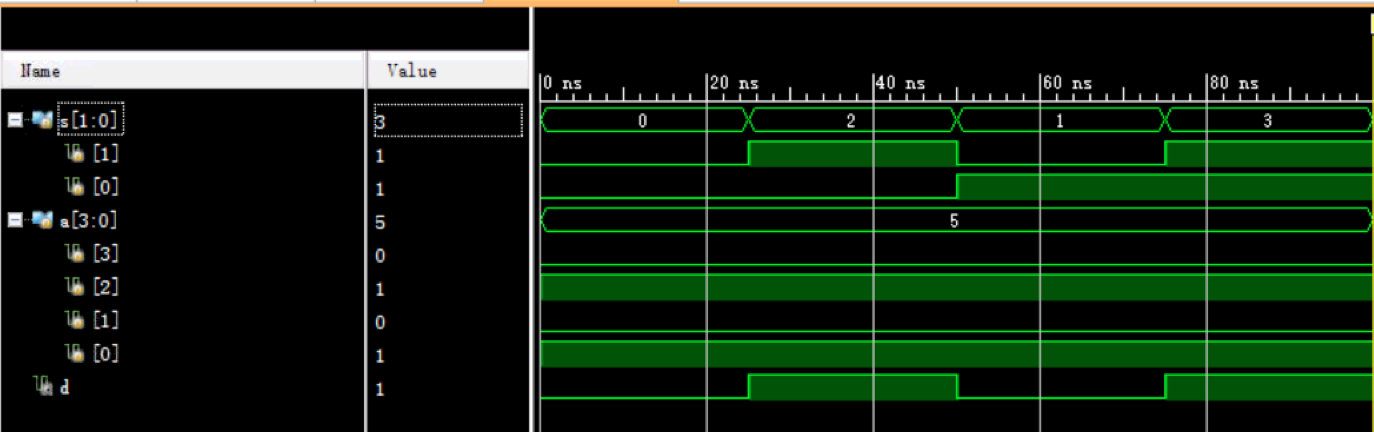 Name Value
0 ns 20 ns 40 ns 60 ns 80 ns
s[1:0] 3 0 2 1 3
[1] 1
[0] 1
a[3:0] 5 5
[3] 0
[2] 1
[1] 0
[0] 1
d 1